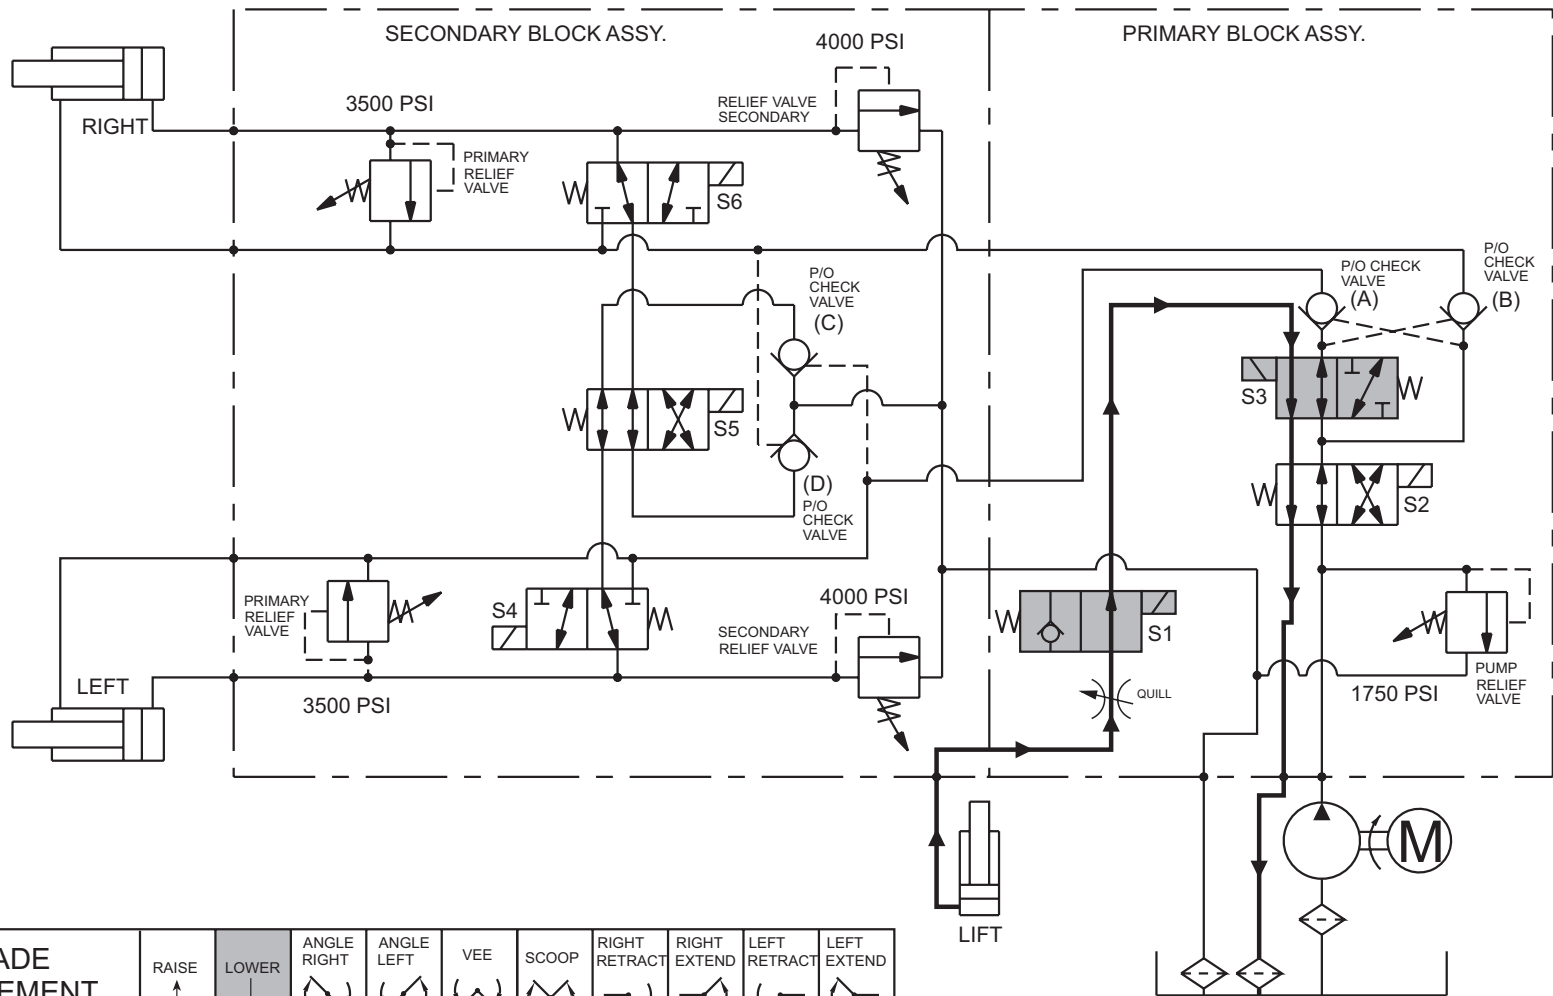 SECONDARY BLOCK ASSY.
PRIMARY BLOCK ASSY.
4000 PSI
3500 PSI
RELIEF VALVE
SECONDARY
RIGHT
PRIMARY
RELIEF
VALVE
S6
P/O
CHECK
VALVE
(C)
P/O CHECK
VALVE
(A)
P/O
CHECK
VALVE
(B)
S3
S5
(D)
P/O
CHECK
VALVE
S2
PRIMARY
RELIEF
VALVE
S4
4000 PSI
SECONDARY
RELIEF VALVE
S1
LEFT
3500 PSI
QUILL
1750 PSI
PUMP
RELIEF
VALVE
M
LIFT
RAISE
LOWER
ANGLE
RIGHT
ANGLE
LEFT
VEE
SCOOP
RIGHT
RETRACT
RIGHT
EXTEND
LEFT
RETRACT
LEFT
EXTEND